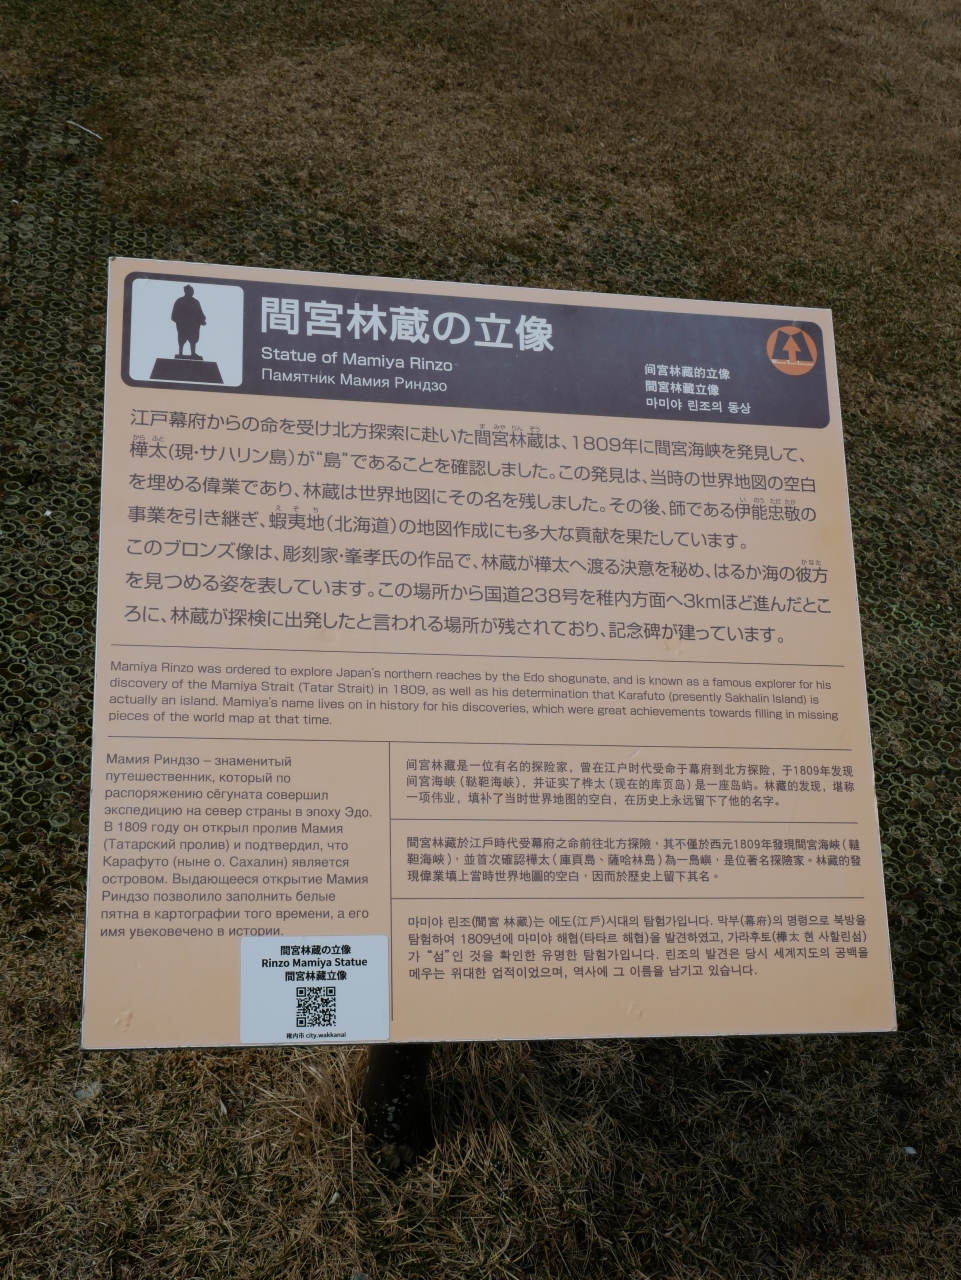 間宮林蔵の立像
Statue of Mamiya Rinzo
Памятник Мамия Риндзо
间宫林藏的立像
間宮林藏立像
마미야 린조의 동상
江戸幕府からの命を受け北方探索に赴いた間宮林蔵は、1809年に間宮海峡を発見して、
樺太(現・サハリン島)が“島”であることを確認しました。この発見は、当時の世界地図の空白
を埋める偉業であり、林蔵は世界地図にその名を残しました。その後、師である伊能忠敬の
事業を引き継ぎ、蝦夷地(北海道)の地図作成にも多大な貢献を果たしています。
このブロンズ像は、彫刻家・峯孝氏の作品で、林蔵が樺太へ渡る決意を秘め、はるか海の彼方
を見つめる姿を表しています。この場所から国道238号を稚内方面へ3kmほど進んだとこ
ろに、林蔵が探検に出発したと言われる場所が残されており、記念碑が建っています。
Mamiya Rinzo was ordered to explore Japan's northern reaches by the Edo shogunate, and is known as a famous explorer for his
discovery of the Mamiya Strait (Tatar Strait) in 1809, as well as his determination that Karafuto (presently Sakhalin Island) is
actually an island. Mamiya's name lives on in history for his discoveries, which were great achievements towards filling in missing
pieces of the world map at that time.
Мамия Риндзо – знаменитый
путешественник, который по
распоряжению сёгуната совершил
экспедицию на север страны в эпоху Эдо.
В 1809 году он открыл пролив Мамия
(Татарский пролив) и подтвердил, что
Карафуто (ныне о. Сахалин) является
островом. Выдающееся открытие Мамия
Риндзо позволило заполнить белые
пятна в картографии того времени, а его
имя увековечено в истории.
间宫林藏是一位有名的探险家，曾在江户时代受命于幕府到北方探险，于1809年发现
间宫海峡（鞑靼海峡），并证实了桦太（现在的库页岛）是一座岛屿。林藏的发现，堪称
一项伟业，填补了当时世界地图的空白，在历史上永远留下了他的名字。
間宮林藏於江戶時代受幕府之命前往北方探險，其不僅於西元1809年發現間宮海峽（韃
靼海峽），並首次確認樺太（庫頁島、薩哈林島）為一島嶼，是位著名探險家。林藏的發
現偉業填上當時世界地圖的空白，因而於歷史上留下其名。
마미야 린조(間宮 林藏)는 에도(江戶)시대의 탐험가입니다. 막부(幕府)의 명령으로 북방을
탐험하여 1809년에 마미야 해협(타타르 해협)을 발견하였고, 가라후토(樺太 현 사할린섬)
가 “섬”인 것을 확인한 유명한 탐험가입니다. 린조의 발견은 당시 세계지도의 공백을
메우는 위대한 업적이었으며, 역사에 그 이름을 남기고 있습니다.
間宮林蔵の立像
Rinzo Mamiya Statue
間宮林藏立像
稚内市 city.wakkanai